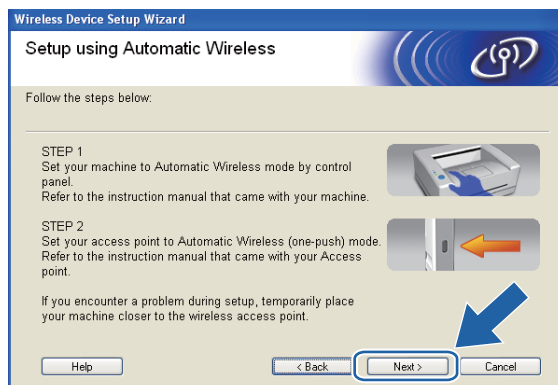 Wireless Device Setup Wizard
Setup using Automatic Wireless
Follow the steps below:
STEP 1
Set your machine to Automatic Wireless mode by control
panel.
Refer to the instruction manual that came with your machine.
STEP 2
Set your access point to Automatic Wireless (one-push) mode.
Refer to the instruction manual that came with your Access
point.
If you encounter a problem during setup, temporarily place
your machine closer to the wireless access point.
Help
< Back
Next >
Cancel